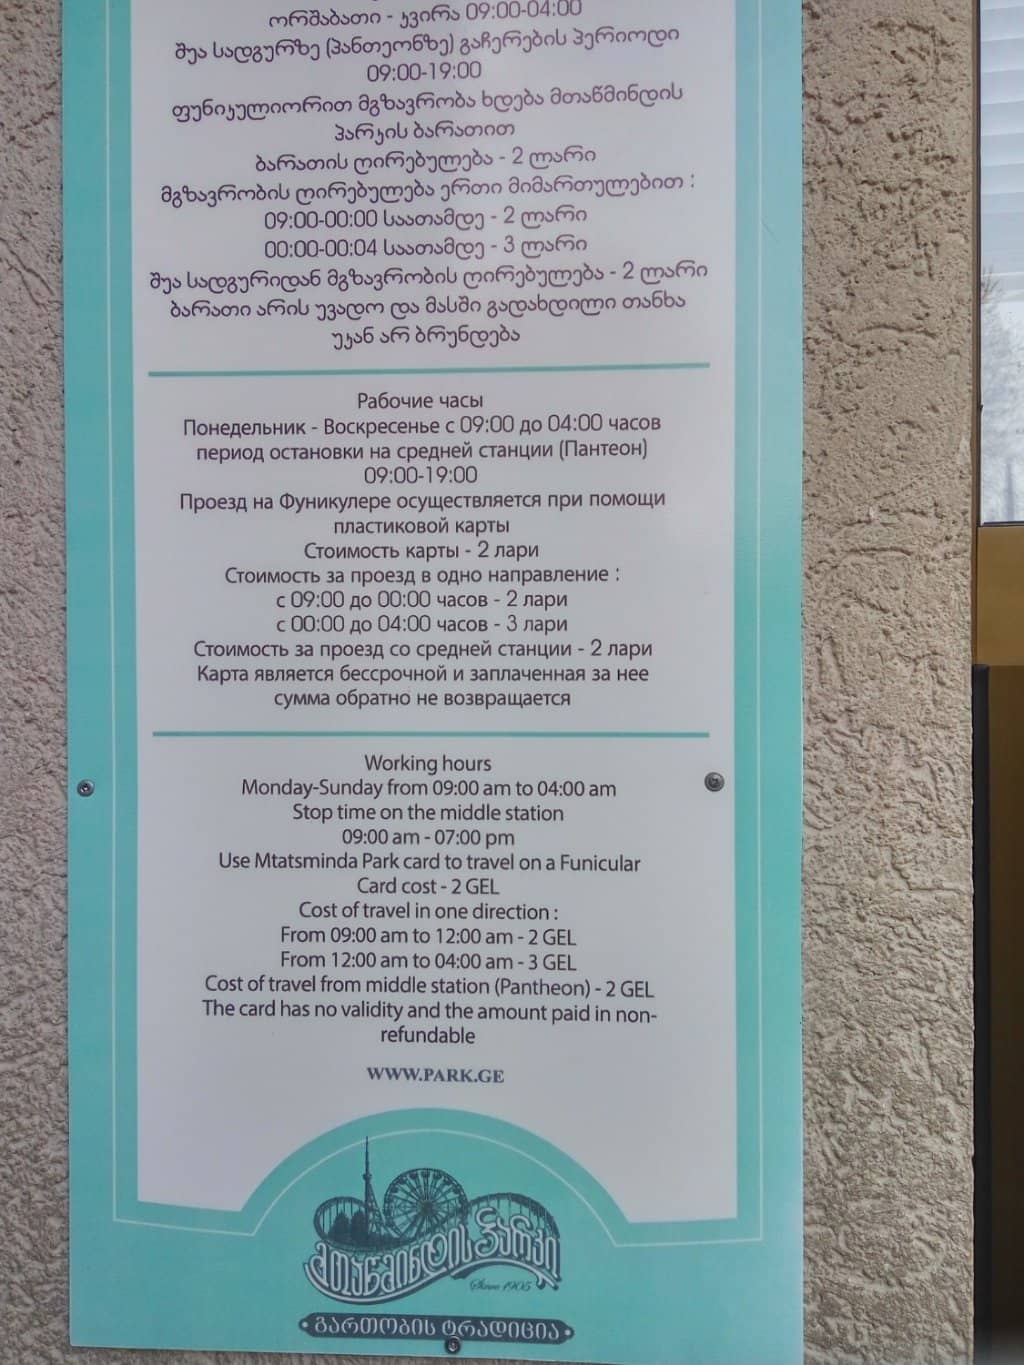 ორშაბათი - კვირა 09:00-04:00
შუა სადგურზე (პანთეონზე) გაჩერების პერიოდი
09:00-19:00
ფუნიკულიორით მგზავრობა ხდება მთაწმინდის
პარკის ბარათით
ბარათის ღირებულება - 2 ლარი
მგზავრობის ღირებულება ერთი მიმართულებით :
09:00-00:00 საათამდე - 2 ლარი
00:00-00:04 საათამდე - 3 ლარი
შუა სადგურიდან მგზავრობის ღირებულება - 2 ლარი
ბარათი არის უვადო და მასში გადახდილი თანხა
უკან არ ბრუნდება
Рабочие часы
Понедельник - Воскресенье с 09:00 до 04:00 часов
период остановки на средней станции (Пантеон)
09:00-19:00
Проезд на Фуникулере осуществляется при помощи
пластиковой карты
Стоимость карты - 2 лари
Стоимость за проезд в одно направление :
с 09:00 до 00:00 часов - 2 лари
с 00:00 до 04:00 часов - 3 лари
Стоимость за проезд со средней станции - 2 лари
Карта является бессрочной и заплаченная за нее
сумма обратно не возвращается
Working hours
Monday-Sunday from 09:00 am to 04:00 am
Stop time on the middle station
09:00 am - 07:00 pm
Use Mtatsminda Park card to travel on a Funicular
Card cost - 2 GEL
Cost of travel in one direction :
From 09:00 am to 12:00 am - 2 GEL
From 12:00 am to 04:00 am - 3 GEL
Cost of travel from middle station (Pantheon) - 2 GEL
The card has no validity and the amount paid in non-
refundable
WWW.PARK.GE
მთაწმინდის პარკი
Since 1905
გართობის ტრადიცია